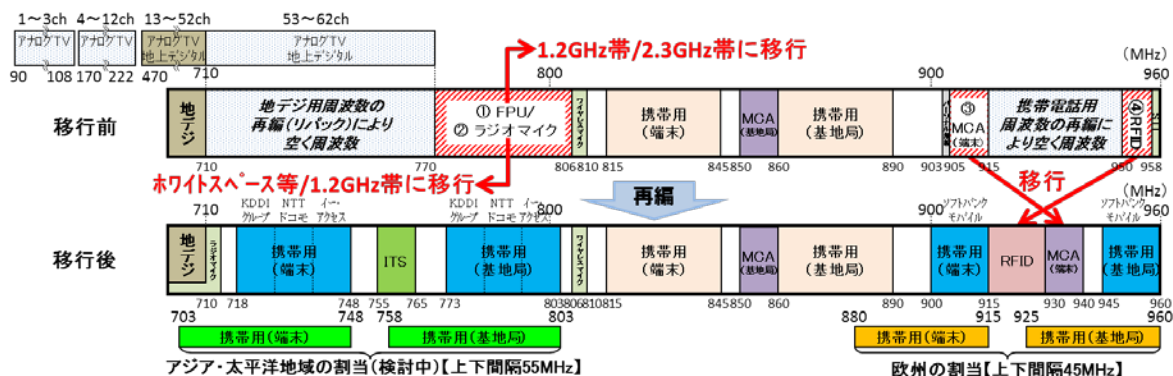 1～3ch 4～12ch 13～52ch 53～62ch
アナログTV アナログTV アナログTV 地上デジタル アナログTV 地上デジタル
90 108 170 222 470 710
1.2GHz帯/2.3GHz帯に移行
800 900 (MHz) 960
移行前
地デジ
地デジ用周波数の
再編(リパック)により
空く周波数
① FPU/
② ラジオマイク
ワイヤレスマイク
携帯用
(端末)
MCA
(基地局)
携帯用
(基地局)
③
MCA
(端末)
携帯電話用
周波数の再編に
より空く周波数
④RFID
STL
710 770 806 810 815 845 850 860 890 903 905 915 950 958
ホワイトスペース等/1.2GHz帯に移行
再編
移行
(MHz)
710 800 900 960
KDDI
グループ
NTT
ドコモ
イー・
アクセス
KDDI
グループ
NTT
ドコモ
イー・
アクセス
ソフトバンク
モバイル
ソフトバンク
モバイル
移行後
地デジ
ラジオマイク
携帯用
(端末)
ITS
携帯用
(基地局)
ワイヤレスマイク
携帯用
(端末)
MCA
(基地局)
携帯用
(基地局)
携帯用
(端末)
RFID
MCA
(端末)
携帯用
(基地局)
710 718 748 755 765 773 803 806 810 815 845 850 860 890 900 915 930 940 945 960
703 748 758 803 880 915 925 960
携帯用(端末) 携帯用(基地局) 携帯用(端末) 携帯用(基地局)
アジア・太平洋地域の割当(検討中)【上下間隔55MHz】 欧州の割当【上下間隔45MHz】